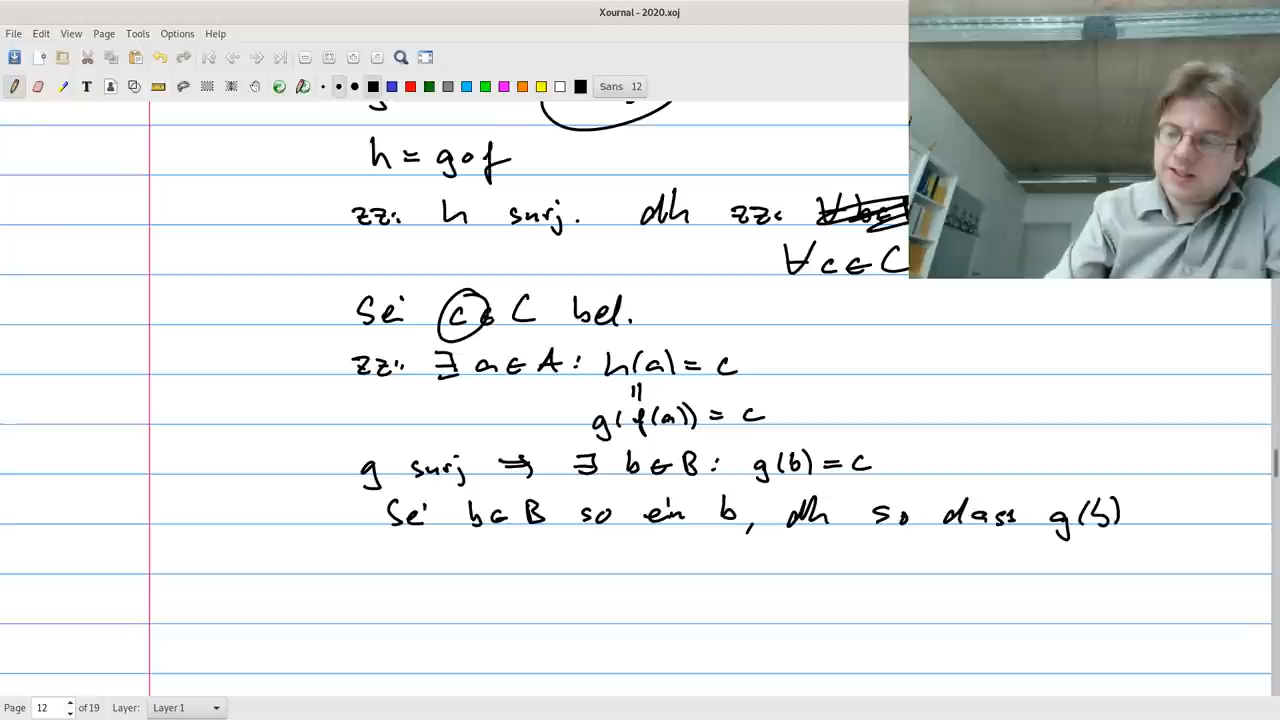 Xournal - 2020.xoj
File Edit View Page Tools Options Help
Sans 12
h = g∘f
zz: h surj. dh zz:
∀ c ∈ C
Sei c ∈ C bel.
zz: ∃ a ∈ A : h(a) = c
g(f(a)) = c
g surj ⇒ ∃ b ∈ B : g(b) = c
Sei b ∈ B so ein b, dh so dass g(b)
Page 12 of 19 Layer: Layer 1